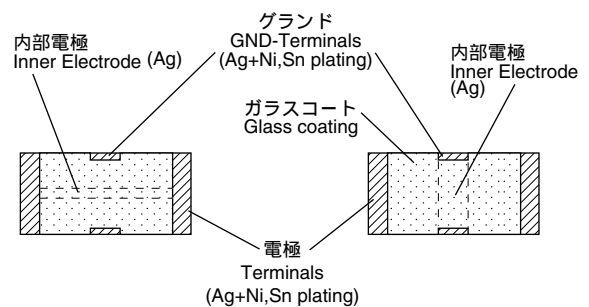 内部電極
Inner Electrode (Ag)
グランド
GND-Terminals
(Ag+Ni,Sn plating)
内部電極
Inner Electrode
(Ag)
ガラスコート
Glass coating
電極
Terminals
(Ag+Ni,Sn plating)